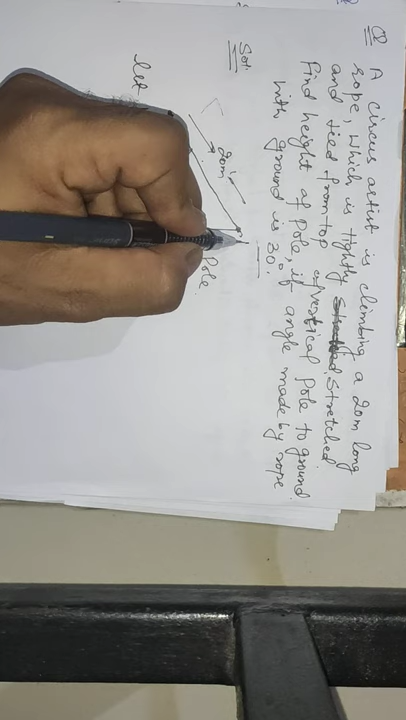 Q2 A circus artist is climbing a 20m long
rope, which is tightly stretched
and tied from top of vertical pole to ground.
Find height of Pole, if angle made by rope
with ground is 30°.
Sol:
20m
Pole.
let